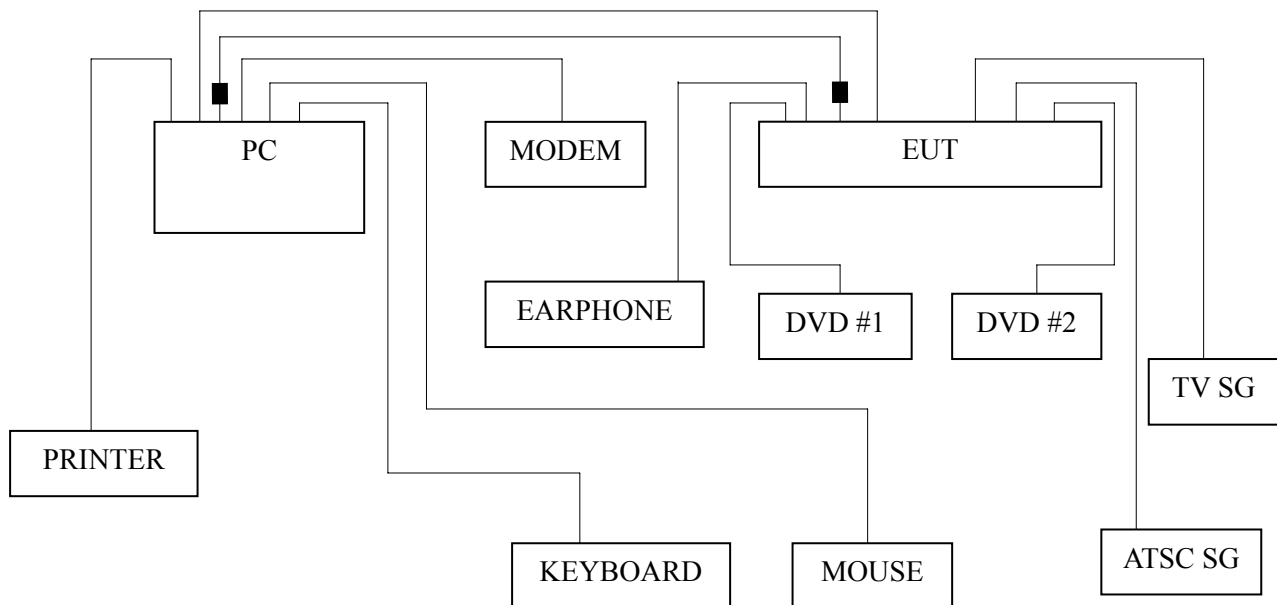 PC
MODEM
EUT
EARPHONE
DVD #1
DVD #2
TV SG
PRINTER
KEYBOARD
MOUSE
ATSC SG